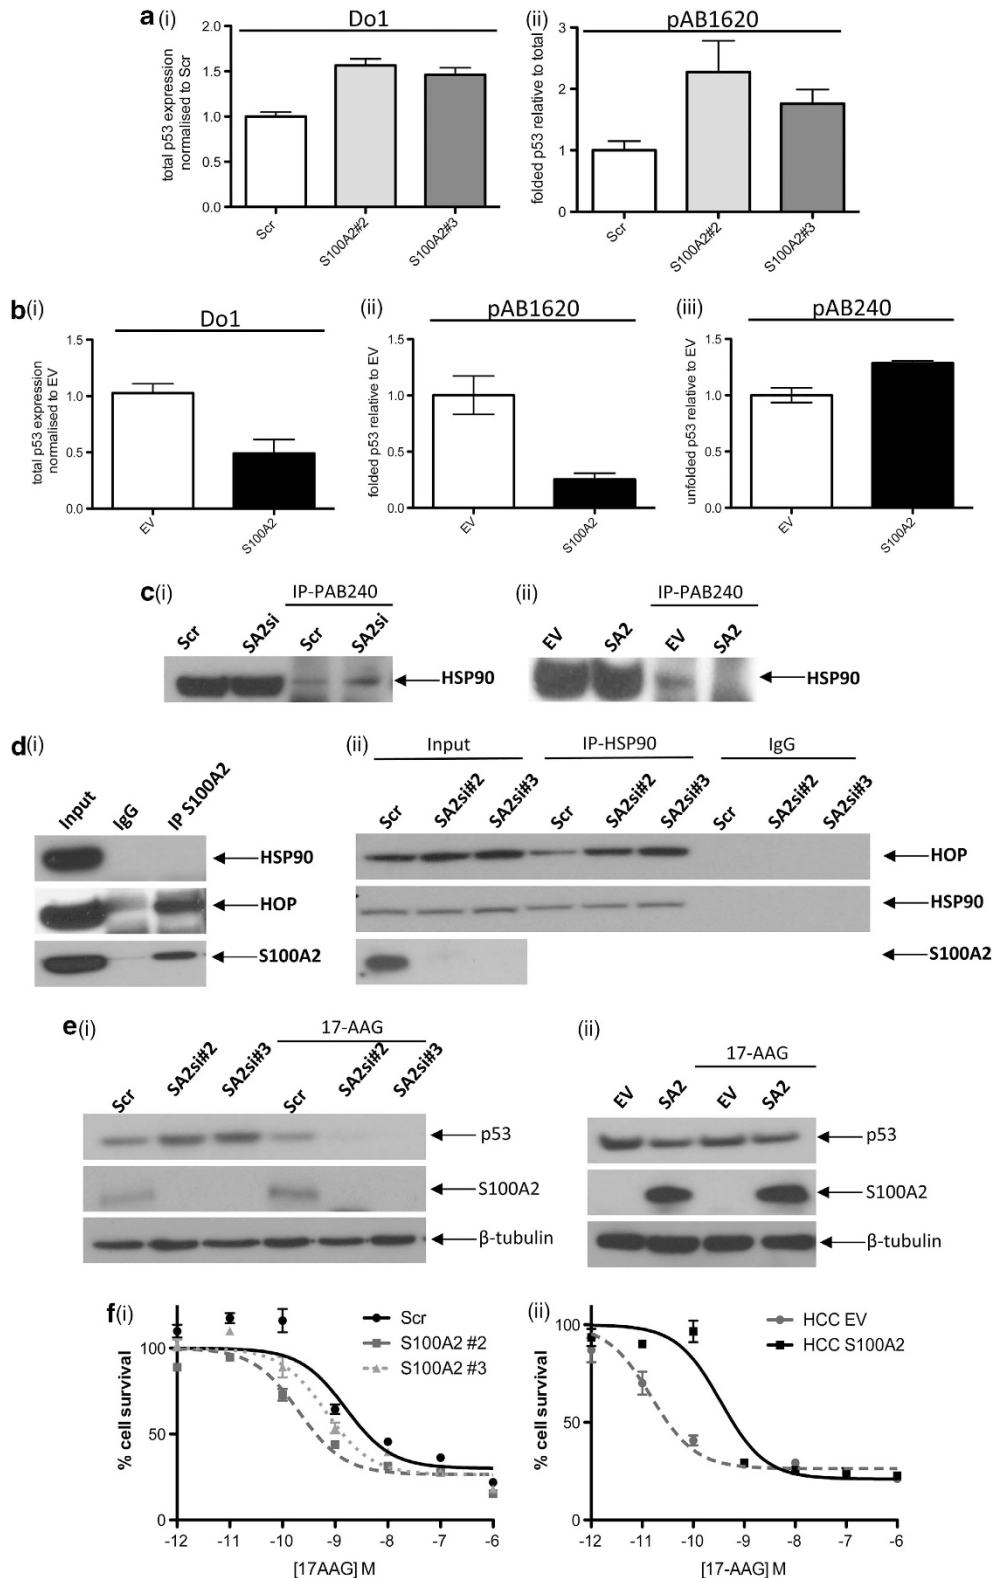 a (i)
Do1
total p53 expression
normalised to Scr
2.0
1.5
1.0
0.5
0.0
Scr
S100A2#2
S100A2#3
(ii)
pAB1620
folded p53 relative to total
3
2
1
0
Scr
S100A2#2
S100A2#3
b (i)
Do1
total p53 expression
normalised to EV
1.5
1.0
0.5
0.0
EV
S100A2
(ii)
pAB1620
folded p53 relative to EV
1.5
1.0
0.5
0.0
EV
S100A2
(iii)
pAB240
unfolded p53 relative to EV
1.5
1.0
0.5
0.0
EV
S100A2
c (i)
IP-PAB240
Scr
SA2si
Scr
SA2si
HSP90
(ii)
IP-PAB240
EV
SA2
EV
SA2
HSP90
d (i)
Input
IgG
IP S100A2
HSP90
HOP
S100A2
(ii)
Input
IP-HSP90
IgG
Scr
SA2si#2
SA2si#3
Scr
SA2si#2
SA2si#3
Scr
SA2si#2
SA2si#3
HOP
HSP90
S100A2
e (i)
17-AAG
Scr
SA2si#2
SA2si#3
Scr
SA2si#2
SA2si#3
p53
S100A2
β-tubulin
(ii)
17-AAG
EV
SA2
EV
SA2
p53
S100A2
β-tubulin
f (i)
% cell survival
100
50
0
Scr
S100A2 #2
S100A2 #3
-12 -11 -10 -9 -8 -7 -6
[17AAG] M
(ii)
% cell survival
100
50
0
HCC EV
HCC S100A2
-12 -11 -10 -9 -8 -7 -6
[17-AAG] M